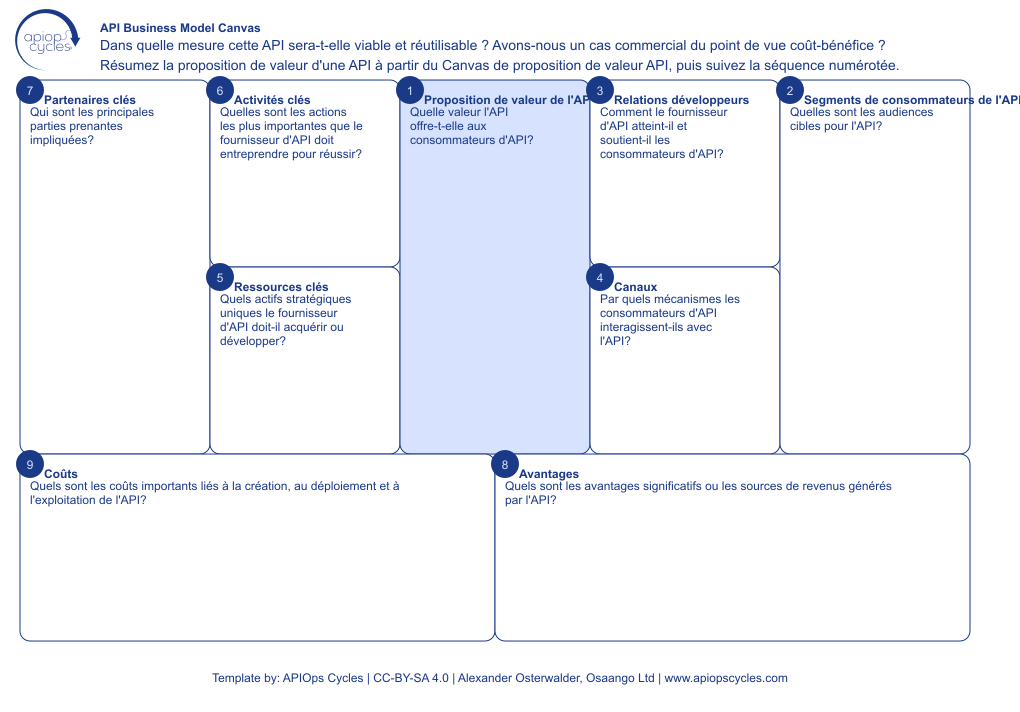 apiops
cycles
API Business Model Canvas
Dans quelle mesure cette API sera-t-elle viable et réutilisable ? Avons-nous un cas commercial du point de vue coût-bénéfice ?
Résumez la proposition de valeur d'une API à partir du Canvas de proposition de valeur API, puis suivez la séquence numérotée.
7
Partenaires clés
Qui sont les principales
parties prenantes
impliquées?
6
Activités clés
Quelles sont les actions
les plus importantes que le
fournisseur d'API doit
entreprendre pour réussir?
5
Ressources clés
Quels actifs stratégiques
uniques le fournisseur
d'API doit-il acquérir ou
développer?
1
Proposition de valeur de l'AP
Quelle valeur l'API
offre-t-elle aux
consommateurs d'API?
3
Relations développeurs
Comment le fournisseur
d'API atteint-il et
soutient-il les
consommateurs d'API?
4
Canaux
Par quels mécanismes les
consommateurs d'API
interagissent-ils avec
l'API?
2
Segments de consommateurs de l'API
Quelles sont les audiences
cibles pour l'API?
9
Coûts
Quels sont les coûts importants liés à la création, au déploiement et à
l'exploitation de l'API?
8
Avantages
Quels sont les avantages significatifs ou les sources de revenus générés
par l'API?
Template by: APIOps Cycles | CC-BY-SA 4.0 | Alexander Osterwalder, Osaango Ltd | www.apiopscycles.com